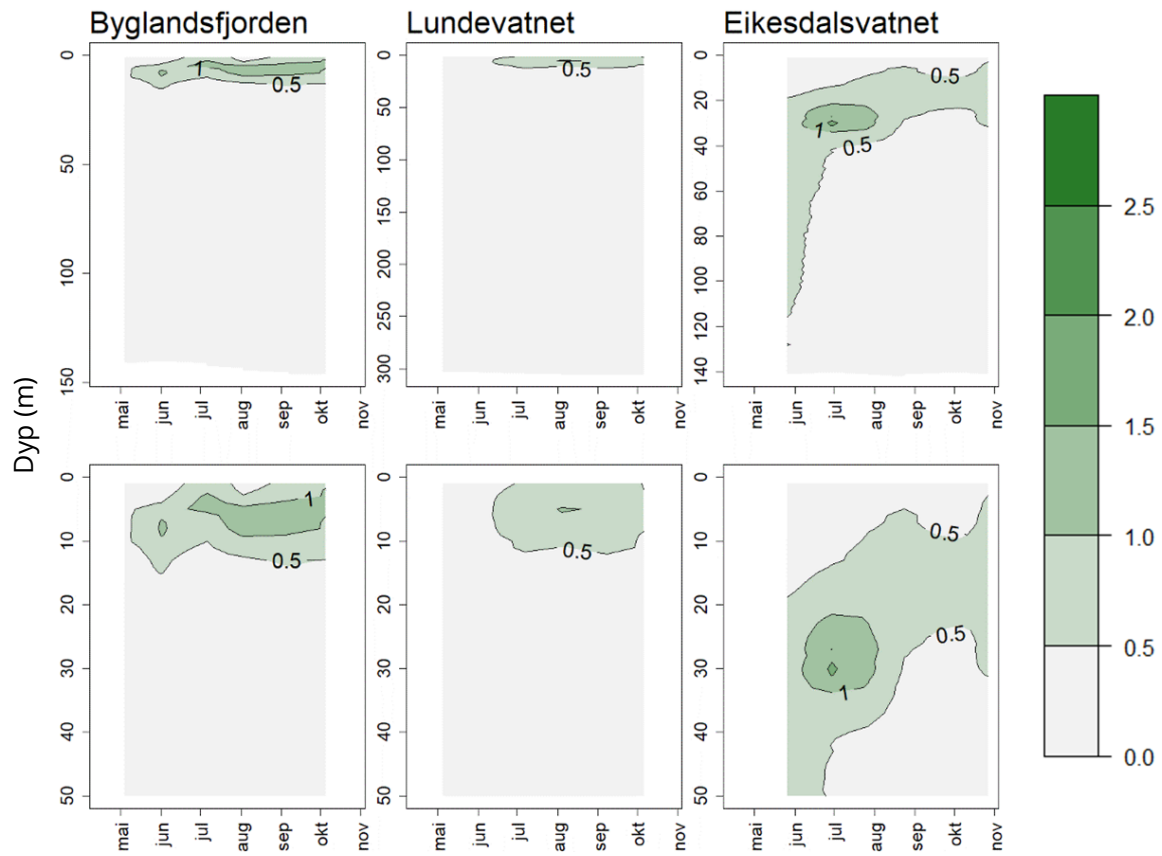 Byglandsfjorden
Lundevatnet
Eikesdalsvatnet
Dyp (m)
0
50
100
150
1
0.5
mai
jun
jul
aug
sep
okt
nov
0
50
100
150
200
250
300
0.5
mai
jun
jul
aug
sep
okt
nov
0
20
40
60
80
100
120
140
0.5
1
0.5
mai
jun
jul
aug
sep
okt
nov
0
10
20
30
40
50
1
0.5
mai
jun
jul
aug
sep
okt
nov
0
10
20
30
40
50
0.5
mai
jun
jul
aug
sep
okt
nov
0
10
20
30
40
50
0.5
0.5
1
mai
jun
jul
aug
sep
okt
nov
2.5
2.0
1.5
1.0
0.5
0.0